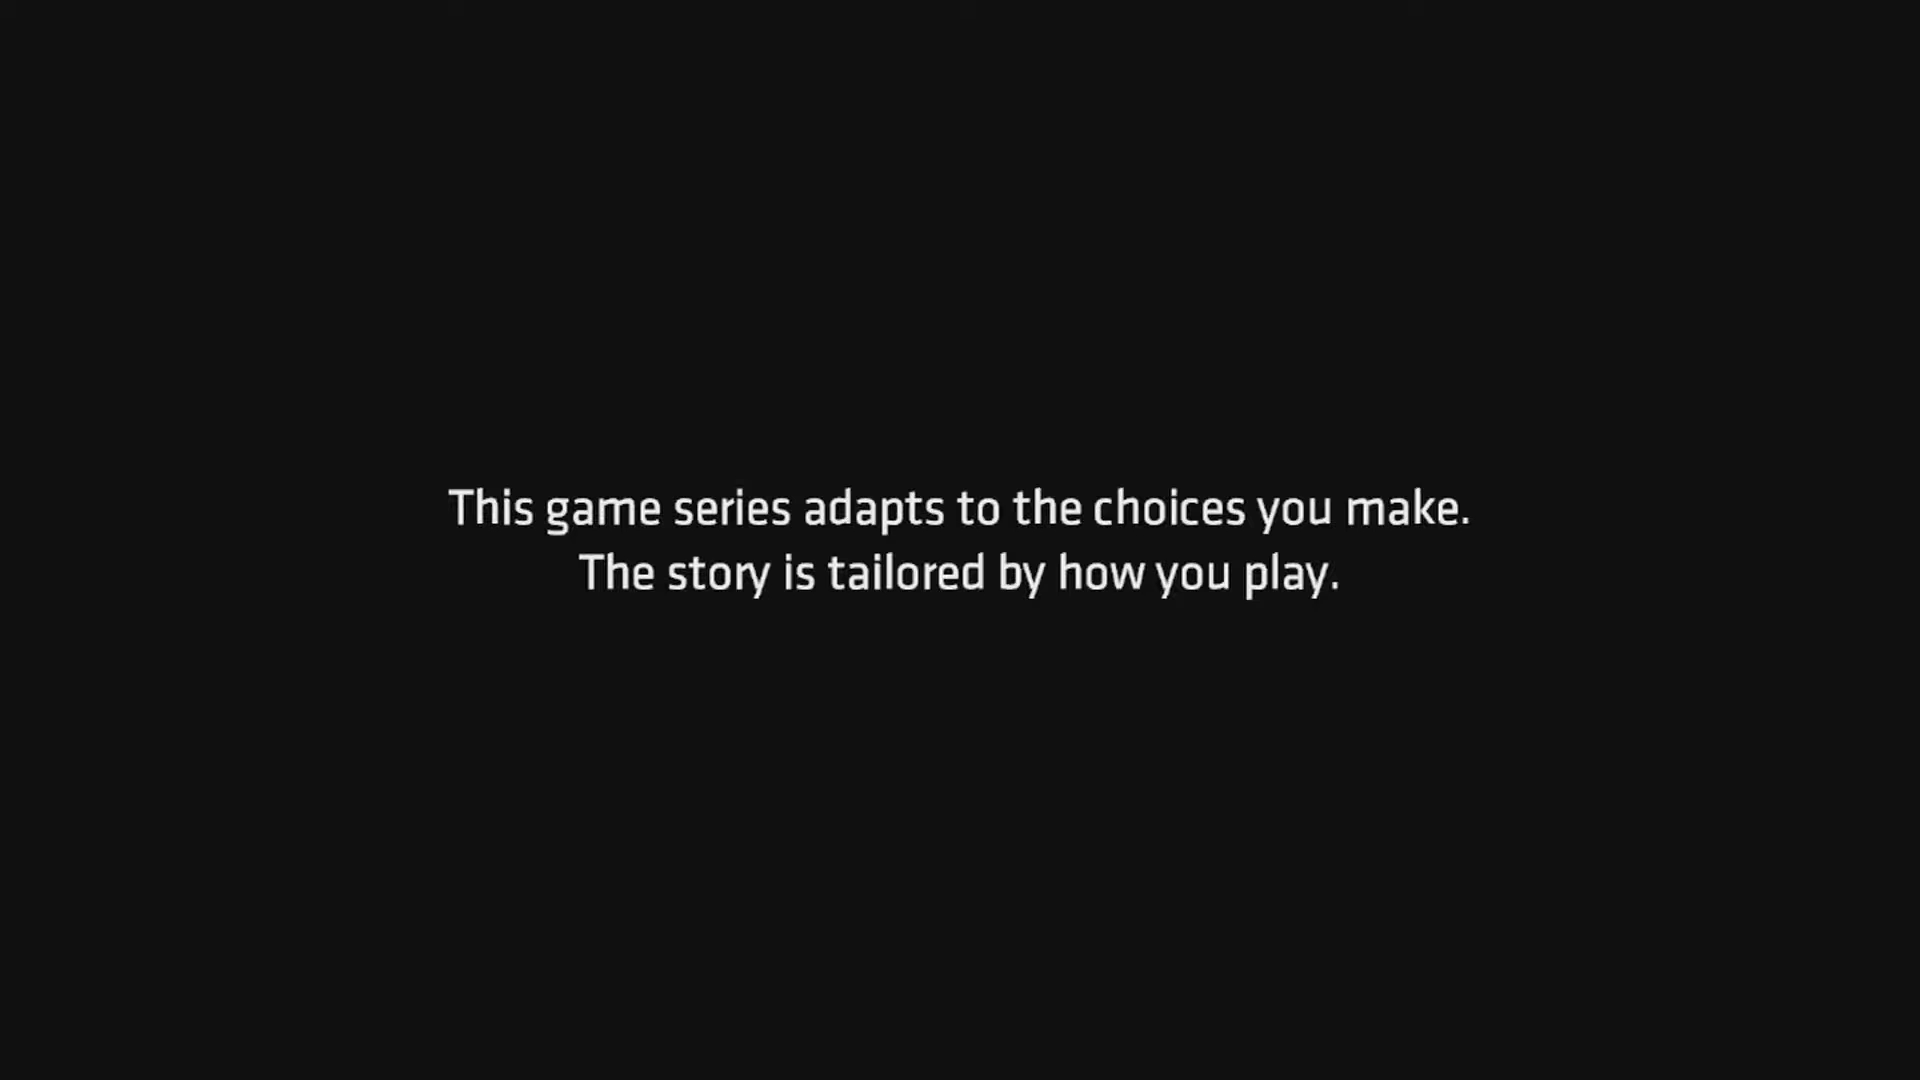 This game series adapts to the choices you make.
The story is tailored by how you play.